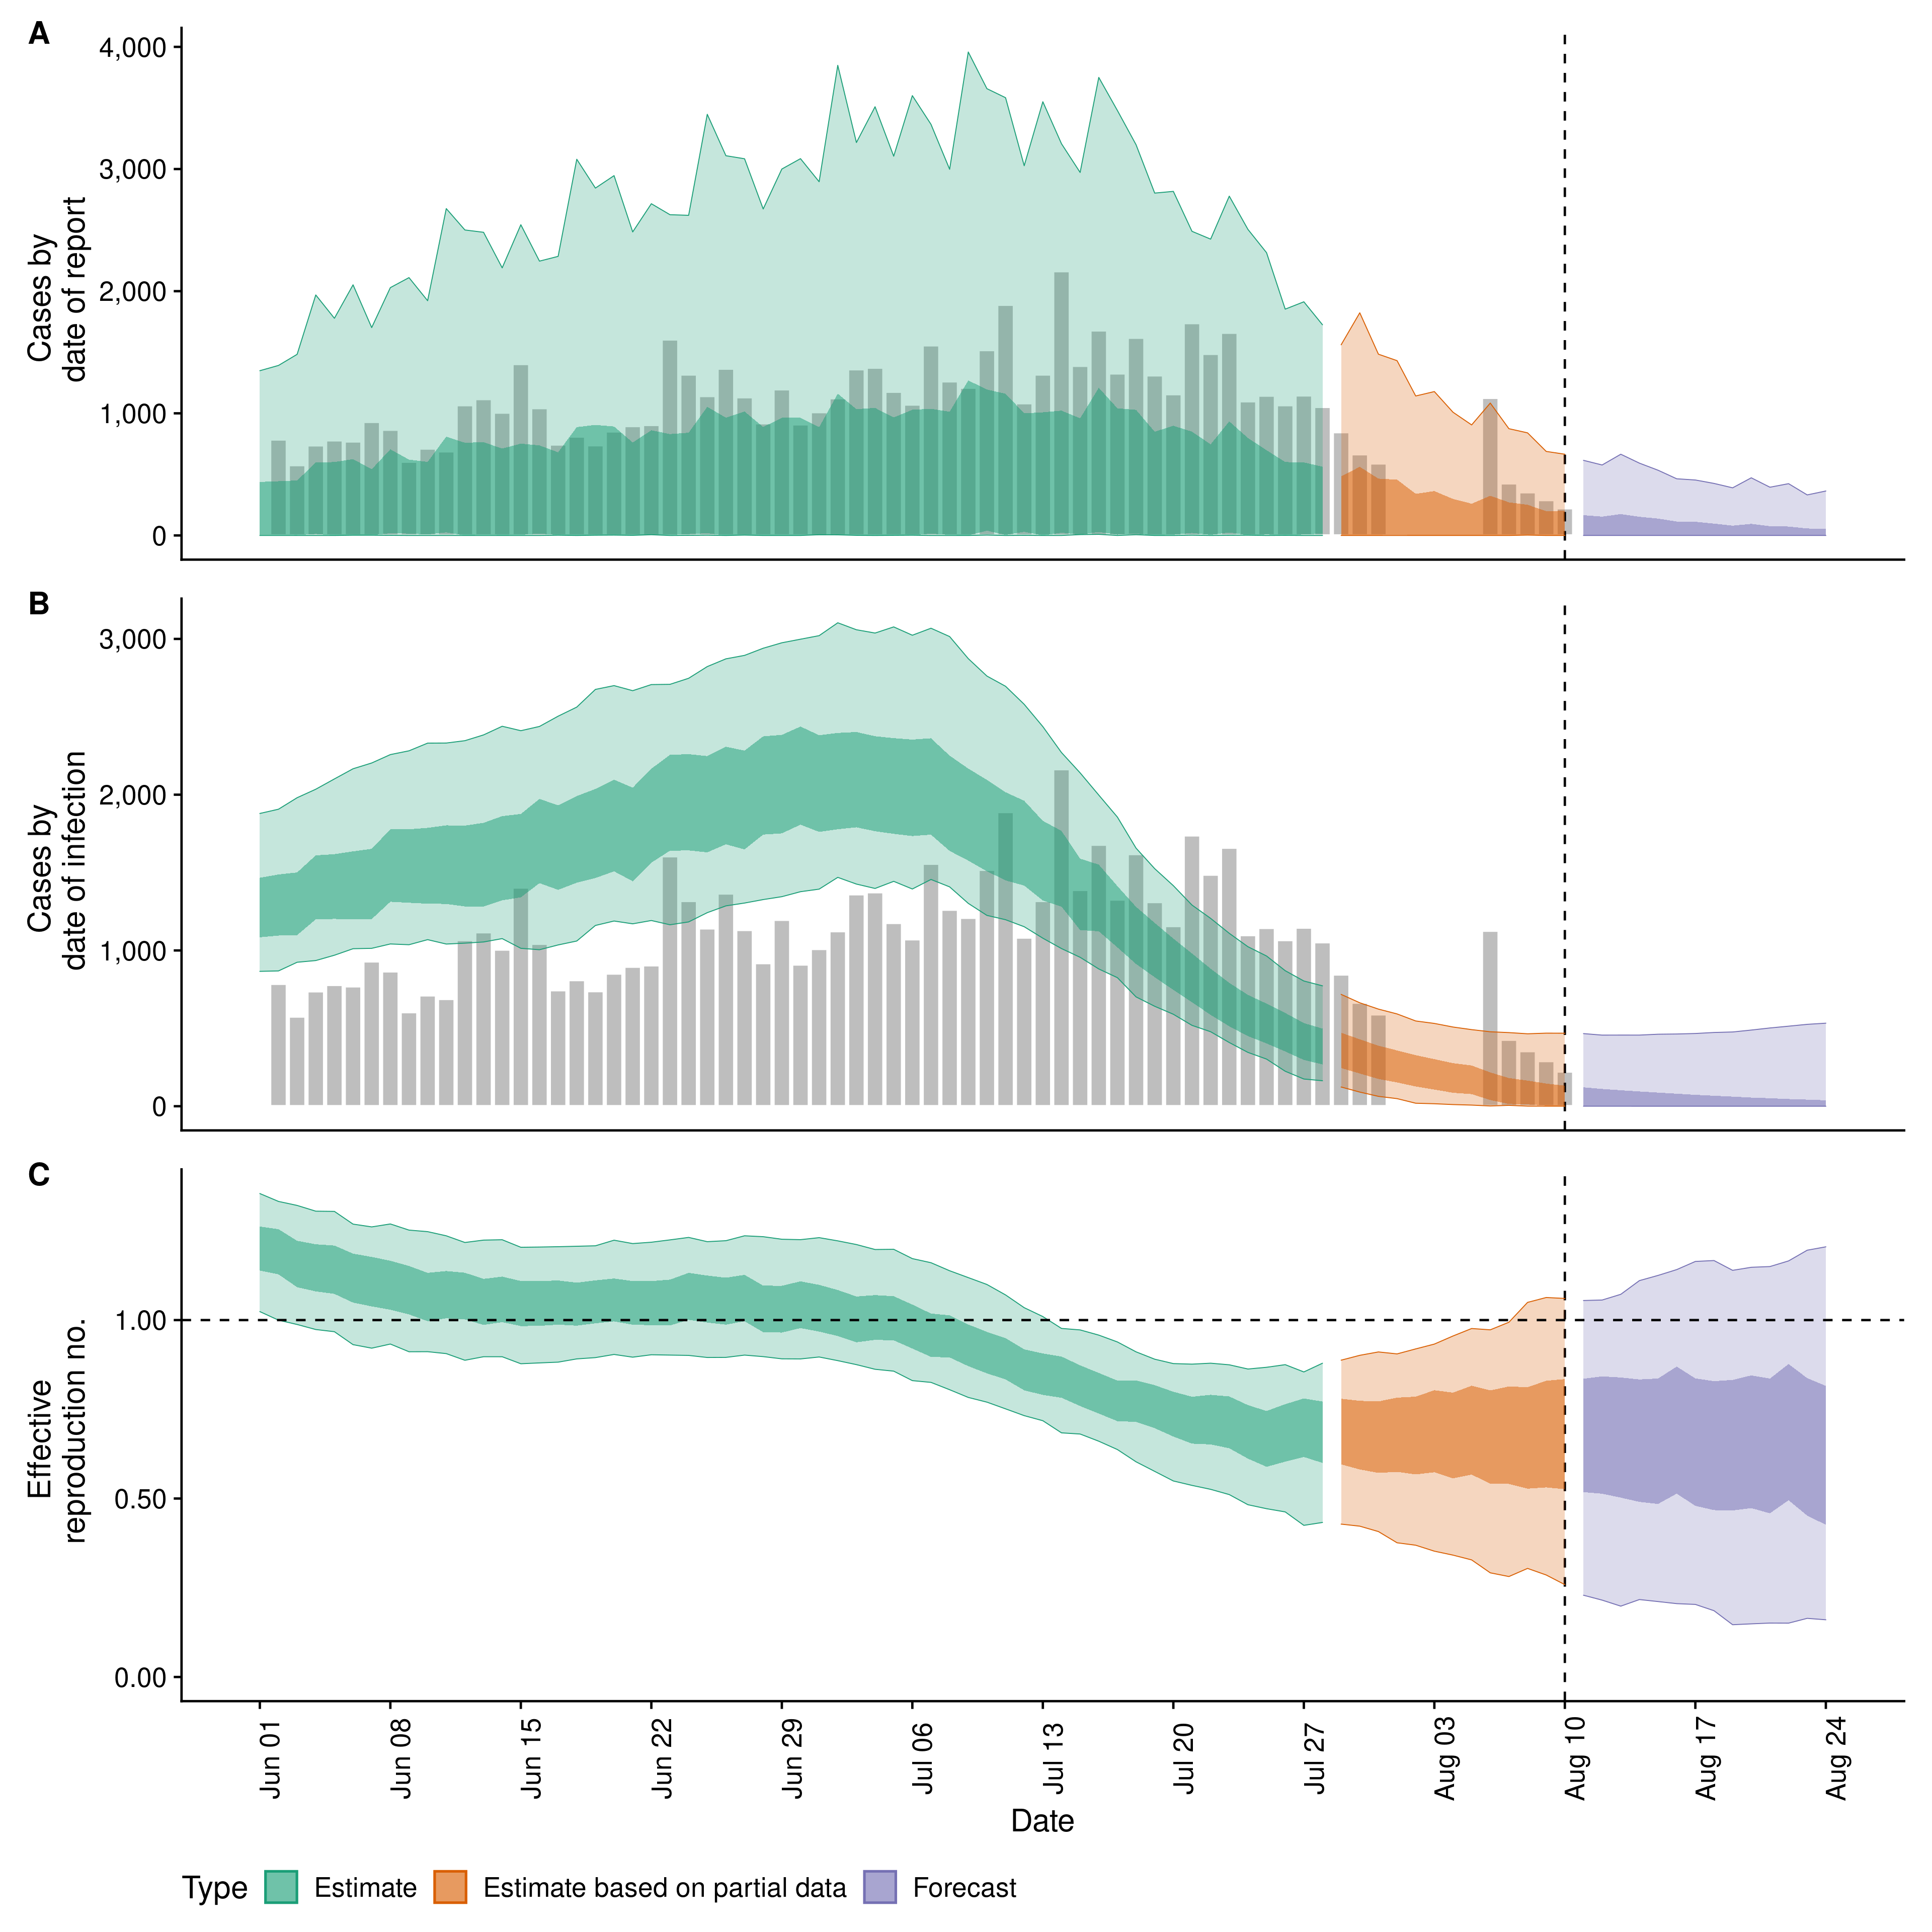 A
4,000
3,000
2,000
1,000
0
Cases by
date of report
B
3,000
2,000
1,000
0
Cases by
date of infection
C
1.00
0.50
0.00
Effective
reproduction no.
Jun 01
Jun 08
Jun 15
Jun 22
Jun 29
Jul 06
Jul 13
Jul 20
Jul 27
Aug 03
Aug 10
Aug 17
Aug 24
Date
Type Estimate Estimate based on partial data Forecast